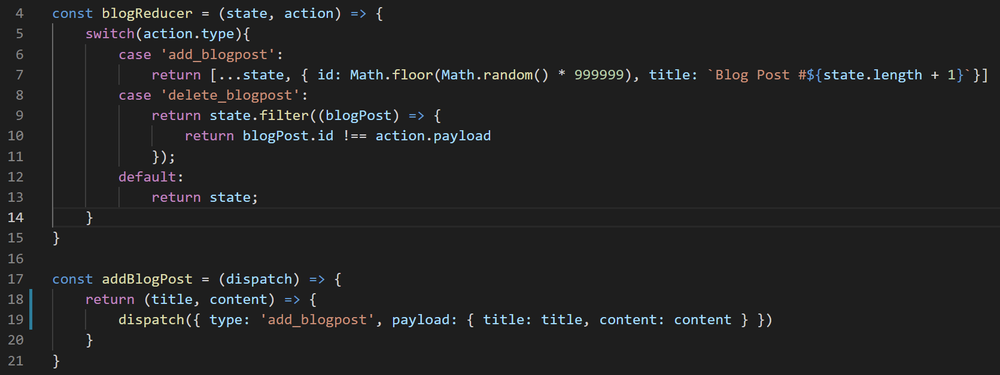 4 const blogReducer = (state, action) => {
5 switch(action.type){
6 case 'add_blogpost':
7 return [...state, { id: Math.floor(Math.random() * 999999), title: `Blog Post #${state.length + 1}`}]
8 case 'delete_blogpost':
9 return state.filter((blogPost) => {
10 return blogPost.id !== action.payload
11 });
12 default:
13 return state;
14 }
15 }
16
17 const addBlogPost = (dispatch) => {
18 return (title, content) => {
19 dispatch({ type: 'add_blogpost', payload: { title: title, content: content } })
20 }
21 }